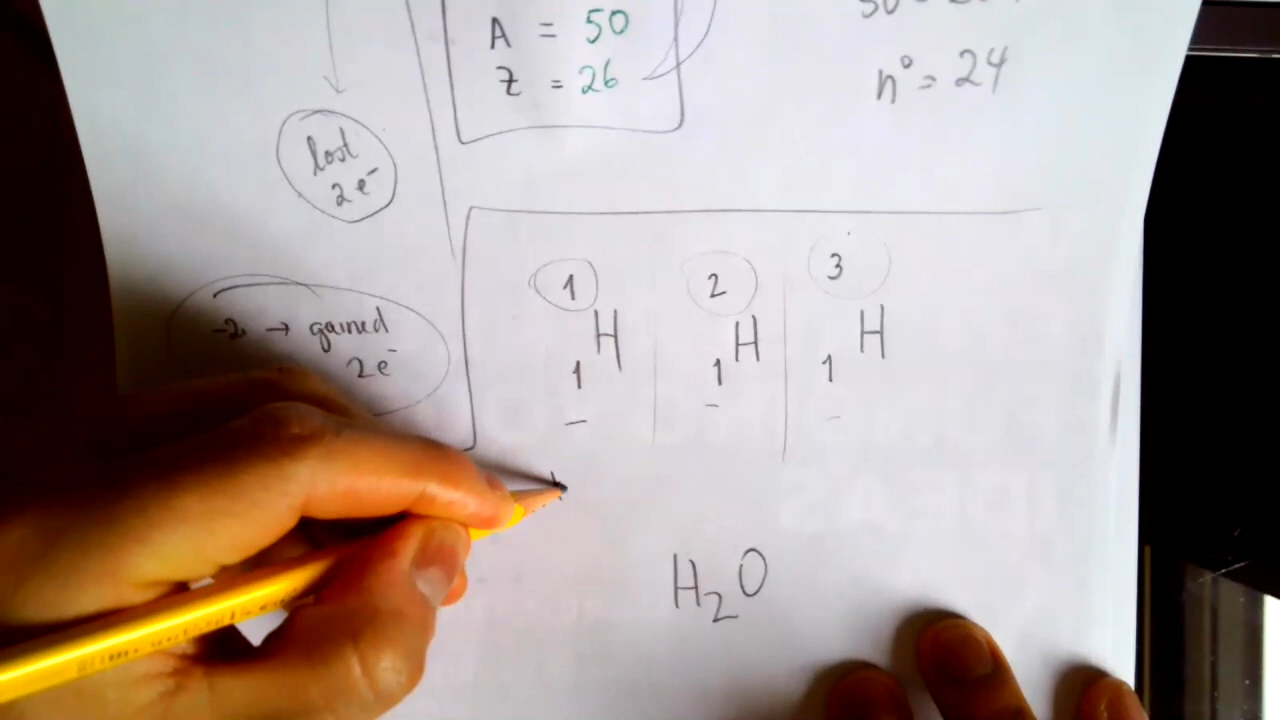 A = 50
Z = 26
n° = 24
lost
2e⁻
-2 → gained
2e⁻
1 2 3
H H H
1 1 1
H₂O